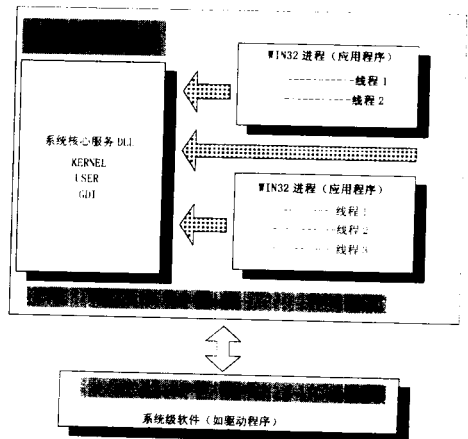 WIN32 进程（应用程序）
线程 1
线程 2
系统核心服务 DLL
KERNEL
USER
GDI
WIN32 进程（应用程序）
线程 1
线程 2
线程 3
系统级软件（如驱动程序）